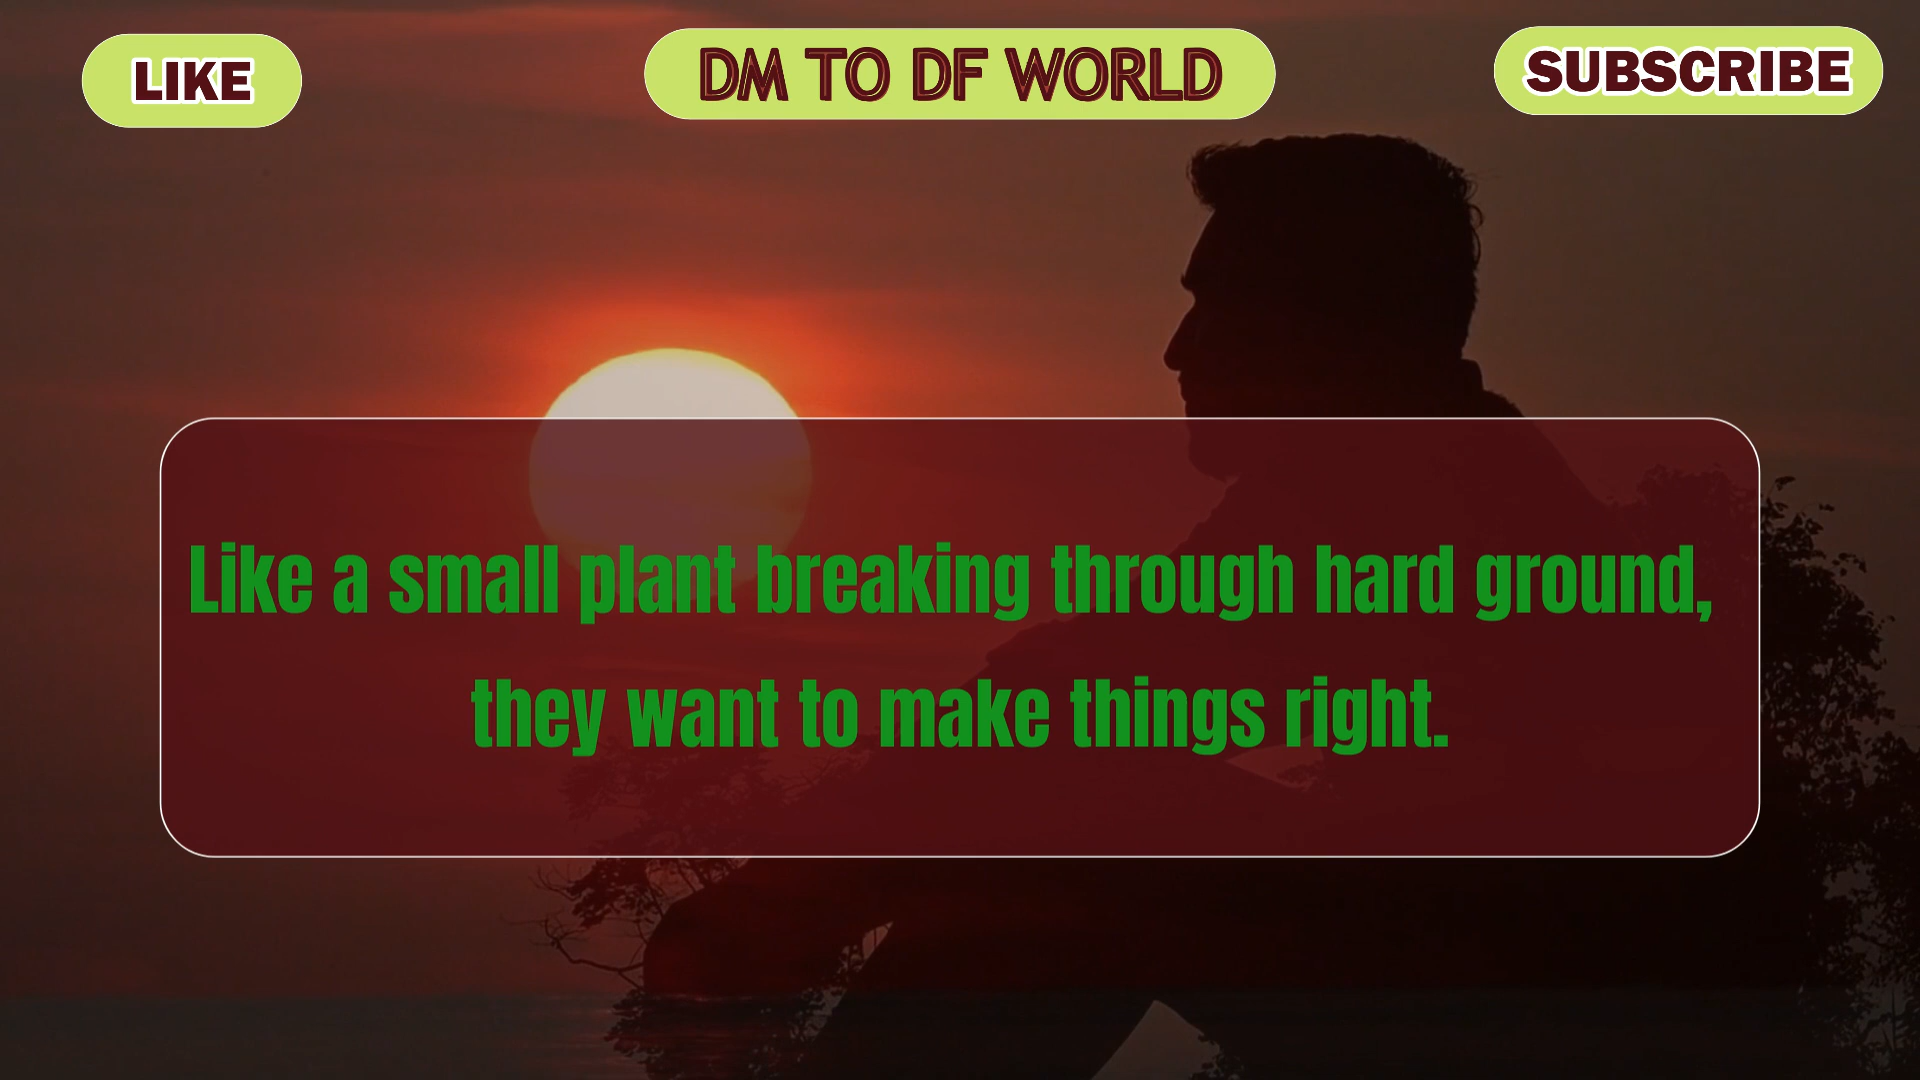 LIKE
DM TO DF WORLD
SUBSCRIBE
Like a small plant breaking through hard ground,
they want to make things right.